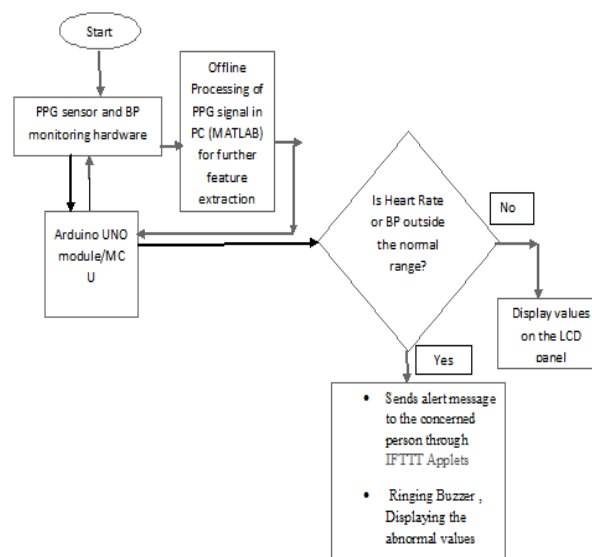 Start
PPG sensor and BP
monitoring hardware
Offline
Processing of
PPG signal in
PC (MATLAB)
for further
feature
extraction
Arduino UNO
module/MC
U
Is Heart Rate
or BP outside
the normal
range?
No
Display values
on the LCD
panel
Yes
• Sends alert message
to the concerned
person through
IFTTT Applets
• Ringing Buzzer ,
Displaying the
abnormal values